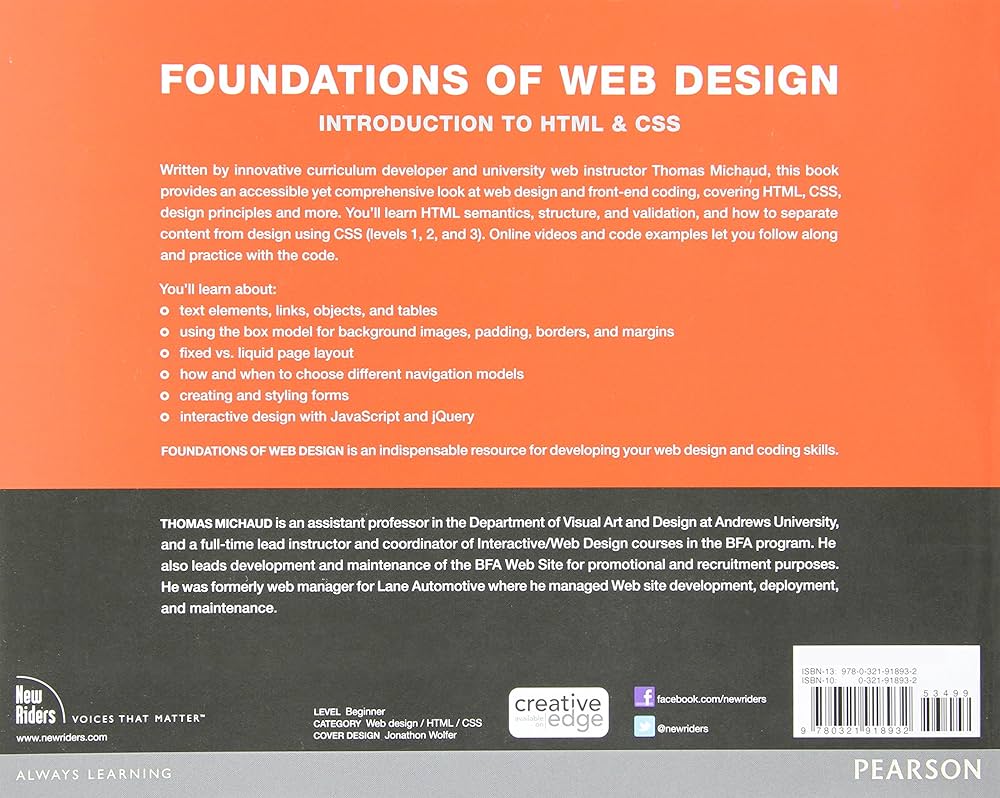 FOUNDATIONS OF WEB DESIGN
INTRODUCTION TO HTML & CSS
Written by innovative curriculum developer and university web instructor Thomas Michaud, this book
provides an accessible yet comprehensive look at web design and front-end coding, covering HTML, CSS,
design principles and more. You'll learn HTML semantics, structure, and validation, and how to separate
content from design using CSS (levels 1, 2, and 3). Online videos and code examples let you follow along
and practice with the code.
You'll learn about:
text elements, links, objects, and tables
using the box model for background images, padding, borders, and margins
fixed vs. liquid page layout
how and when to choose different navigation models
creating and styling forms
interactive design with JavaScript and jQuery
FOUNDATIONS OF WEB DESIGN is an indispensable resource for developing your web design and coding skills.
THOMAS MICHAUD is an assistant professor in the Department of Visual Art and Design at Andrews University,
and a full-time lead instructor and coordinator of Interactive/Web Design courses in the BFA program. He
also leads development and maintenance of the BFA Web Site for promotional and recruitment purposes.
He was formerly web manager for Lane Automotive where he managed Web site development, deployment,
and maintenance.
New
Riders
VOICES THAT MATTER™
www.newriders.com
LEVEL Beginner
CATEGORY Web design / HTML / CSS
COVER DESIGN Jonathon Wolfer
creative
available on
edge
facebook.com/newriders
@newriders
ISBN-13: 978-0-321-91893-2
ISBN-10: 0-321-91893-2
53499
9 780321 918932
ALWAYS LEARNING
PEARSON